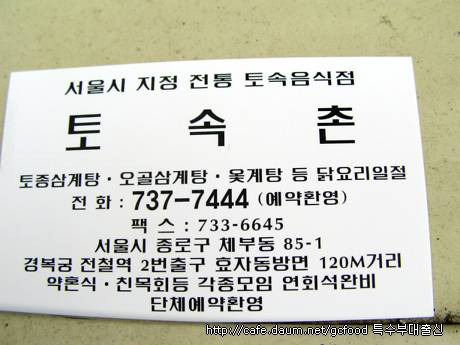 서울시 지정 전통 토속음식점
토 속 촌
토종삼계탕·오골삼계탕·옻계탕 등 닭요리일절
전 화 : 737-7444 (예약환영)
팩 스 : 733-6645
서울시 종로구 체부동 85-1
경복궁 전철역 2번출구 효자동방면 120M거리
약혼식·친목회등 각종모임 연회석완비
단체예약환영
http://cafe.daum.net/gcfood 특수부대출신